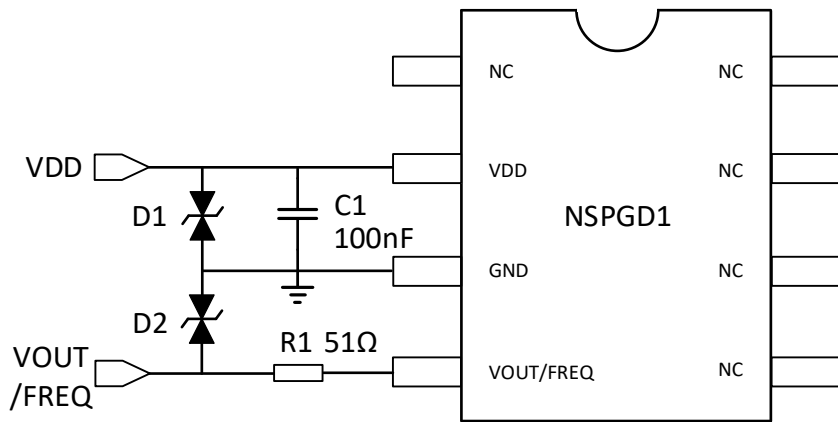 NC NC
VDD VDD NC
D1 C1 NSPGD1
100nF
GND NC
D2
R1 51Ω
VOUT VOUT/FREQ NC
/FREQ